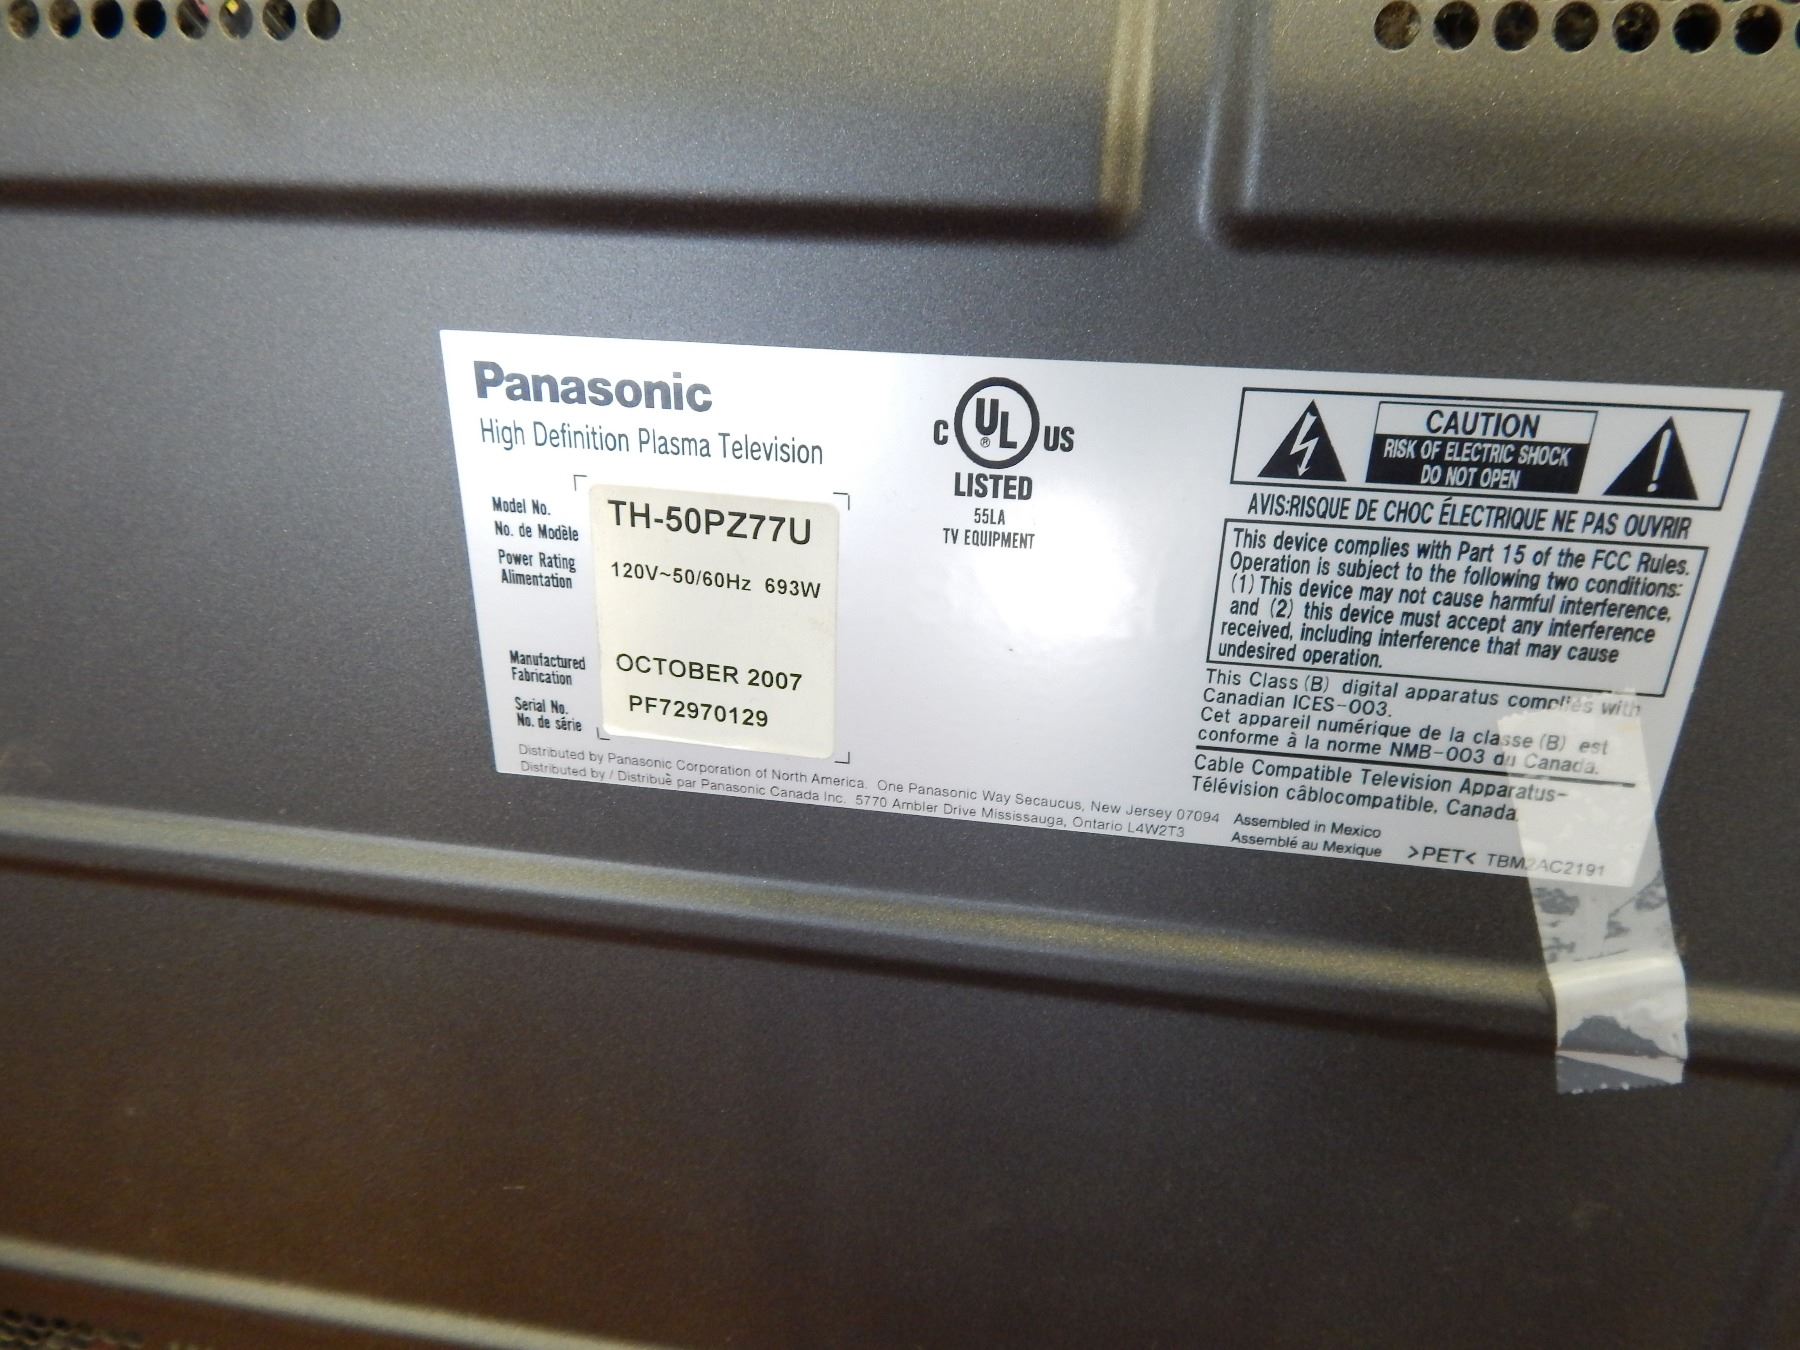 Panasonic
High Definition Plasma Television
Model No.
No. de Modèle
TH-50PZ77U
Power Rating
Alimentation
120V~50/60Hz 693W
Manufactured
Fabrication
OCTOBER 2007
Serial No.
No. de série
PF72970129
C UL ® US
LISTED
55LA
TV EQUIPMENT
CAUTION
RISK OF ELECTRIC SHOCK
DO NOT OPEN
AVIS:RISQUE DE CHOC ÉLECTRIQUE NE PAS OUVRIR
This device complies with Part 15 of the FCC Rules.
Operation is subject to the following two conditions:
(1) This device may not cause harmful interference,
and (2) this device must accept any interference
received, including interference that may cause
undesired operation.
This Class (B) digital apparatus complies with
Canadian ICES-003.
Cet appareil numérique de la classe (B) est
conforme à la norme NMB-003 du Canada.
Cable Compatible Television Apparatus-
Télévision câblocompatible, Canada.
Distributed by Panasonic Corporation of North America. One Panasonic Way Secaucus, New Jersey 07094
Distributed by / Distribuè par Panasonic Canada Inc. 5770 Ambler Drive Mississauga, Ontario L4W2T3
Assembled in Mexico
Assemblé au Mexique
>PET< TBM2AC2191